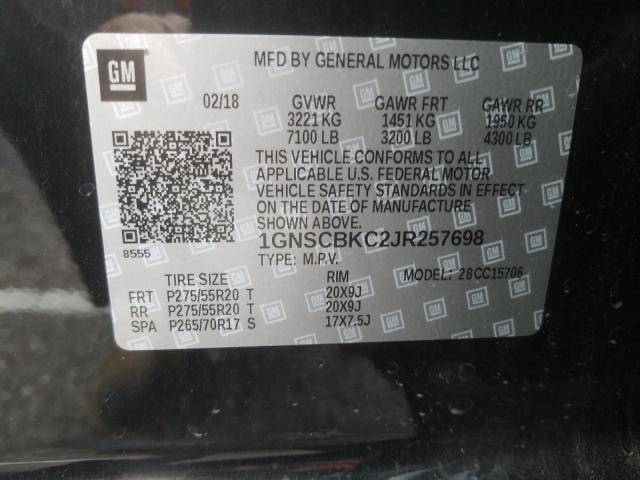 GM
MFD BY GENERAL MOTORS LLC
02/18 GVWR GAWR FRT GAWR RR
3221 KG 1451 KG 1950 KG
7100 LB 3200 LB 4300 LB
THIS VEHICLE CONFORMS TO ALL
APPLICABLE U.S. FEDERAL MOTOR
VEHICLE SAFETY STANDARDS IN EFFECT
ON THE DATE OF MANUFACTURE
SHOWN ABOVE.
8555
1GNSCBKC2JR257698
TYPE: M.P.V. MODEL: 28CC15706
TIRE SIZE RIM
FRT P275/55R20 T 20X9J
RR P275/55R20 T 20X9J
SPA P265/70R17 S 17X7.5J